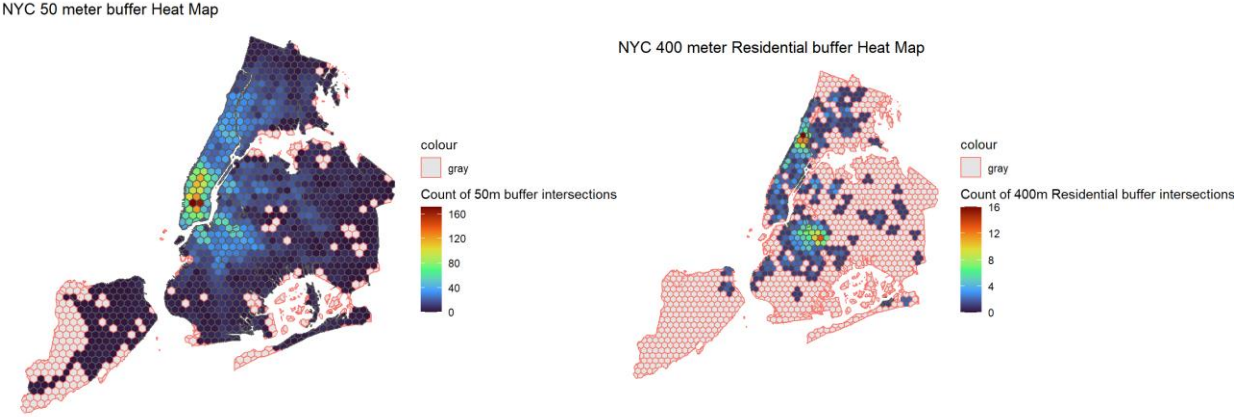 NYC 50 meter buffer Heat Map
colour
gray
Count of 50m buffer intersections
160
120
80
40
0
NYC 400 meter Residential buffer Heat Map
colour
gray
Count of 400m Residential buffer intersections
16
12
8
4
0